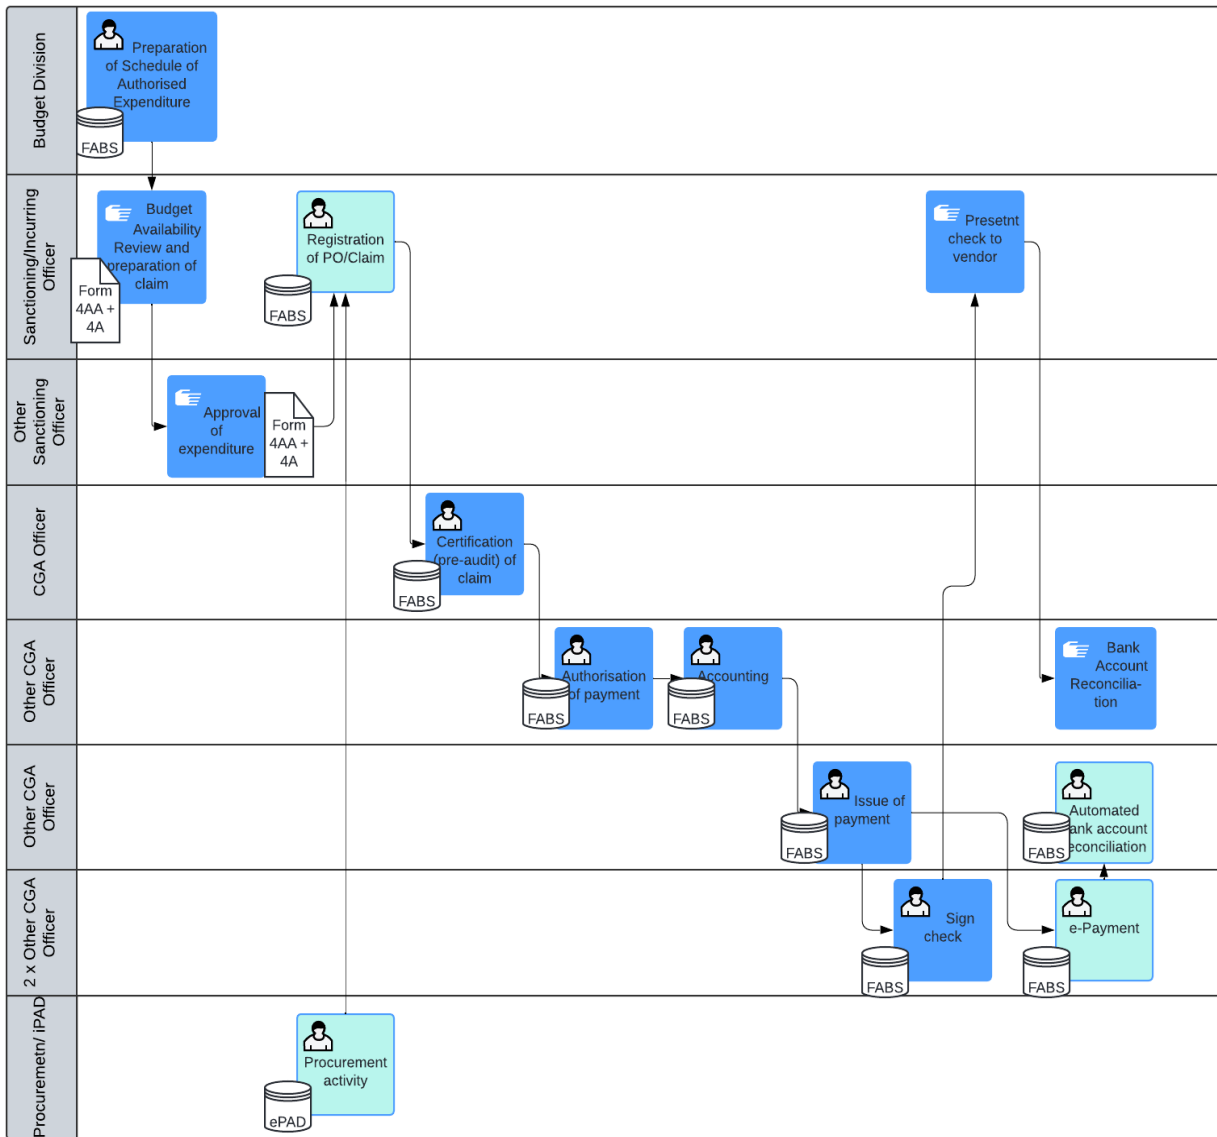 Budget Division
Preparation
of Schedule of
Authorised
Expenditure
FABS
Sanctioning/Incurring
Officer
Budget
Availability
Review and
preparation of
claim
Form
4AA +
4A
Registration
of PO/Claim
FABS
Presetnt
check to
vendor
Other
Sanctioning
Officer
Approval
of
expenditure
Form
4AA +
4A
CGA Officer
Certification
(pre-audit) of
claim
FABS
Other CGA
Officer
Authorisation
of payment
FABS
Accounting
FABS
Bank
Account
Reconcilia-
tion
Other CGA
Officer
Issue of
payment
FABS
Automated
ank account
econciliation
FABS
2 x Other CGA
Officer
Sign
check
FABS
e-Payment
FABS
Procuremetn/ iPAD
Procurement
activity
ePAD